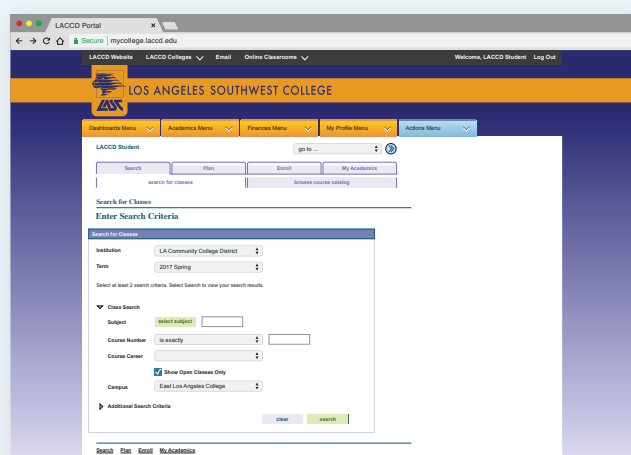 LACCD Portal ×
Secure | mycollege.laccd.edu
LACCD Website LACCD Colleges Email Online Classrooms Welcome, LACCD Student Log Out
LOS ANGELES SOUTHWEST COLLEGE
LASC
Dashboards Menu Academics Menu Finances Menu My Profile Menu Actions Menu
LACCD Student go to ...
Search Plan Enroll My Academics
search for classes browse course catalog
Search for Classes
Enter Search Criteria
Search for Classes
Institution LA Community College District
Term 2017 Spring
Select at least 2 search criteria. Select Search to view your search results.
Class Search
Subject select subject
Course Number is exactly
Course Career
Show Open Classes Only
Campus East Los Angeles College
Additional Search Criteria
clear search
Search Plan Enroll My Academics